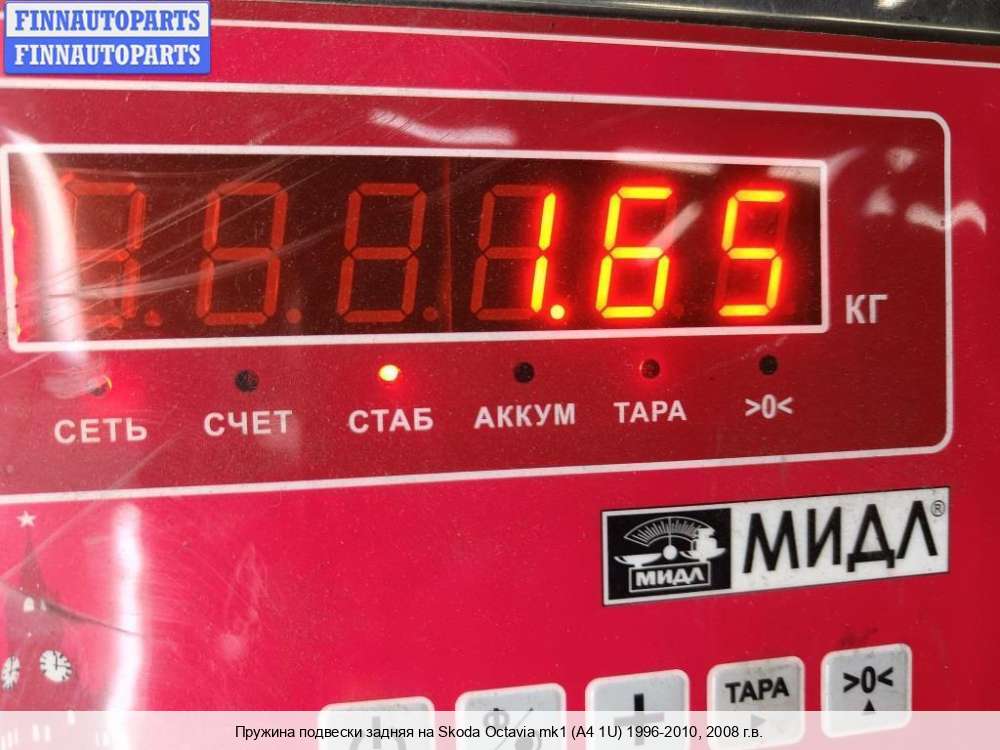 FINNAUTOPARTS
FINNAUTOPARTS
1.65
КГ
СЕТЬ СЧЕТ СТАБ АККУМ ТАРА >0<
МИДЛ МИДЛ®
ТАРА >0<
Пружина подвески задняя на Skoda Octavia mk1 (A4 1U) 1996-2010, 2008 г.в.